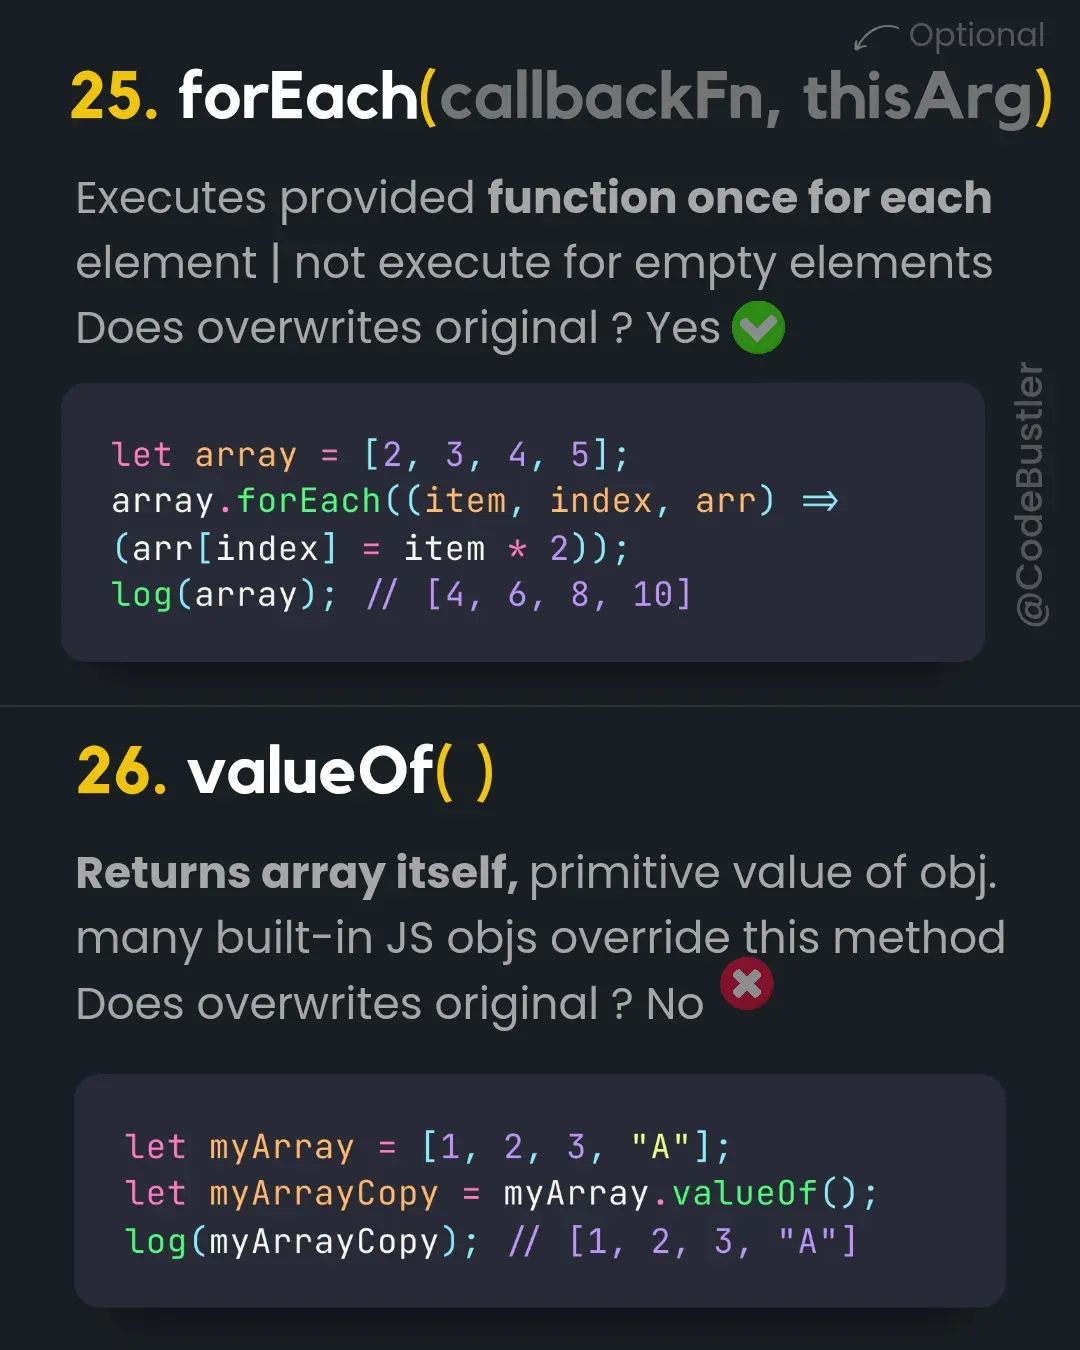 Optional
25. forEach(callbackFn, thisArg)
Executes provided function once for each
element | not execute for empty elements
Does overwrites original ? Yes
let array = [2, 3, 4, 5];
array.forEach((item, index, arr) =>
(arr[index] = item * 2));
log(array); // [4, 6, 8, 10]
@CodeBustler
26. valueOf( )
Returns array itself, primitive value of obj.
many built-in JS objs override this method
Does overwrites original ? No
let myArray = [1, 2, 3, "A"];
let myArrayCopy = myArray.valueOf();
log(myArrayCopy); // [1, 2, 3, "A"]